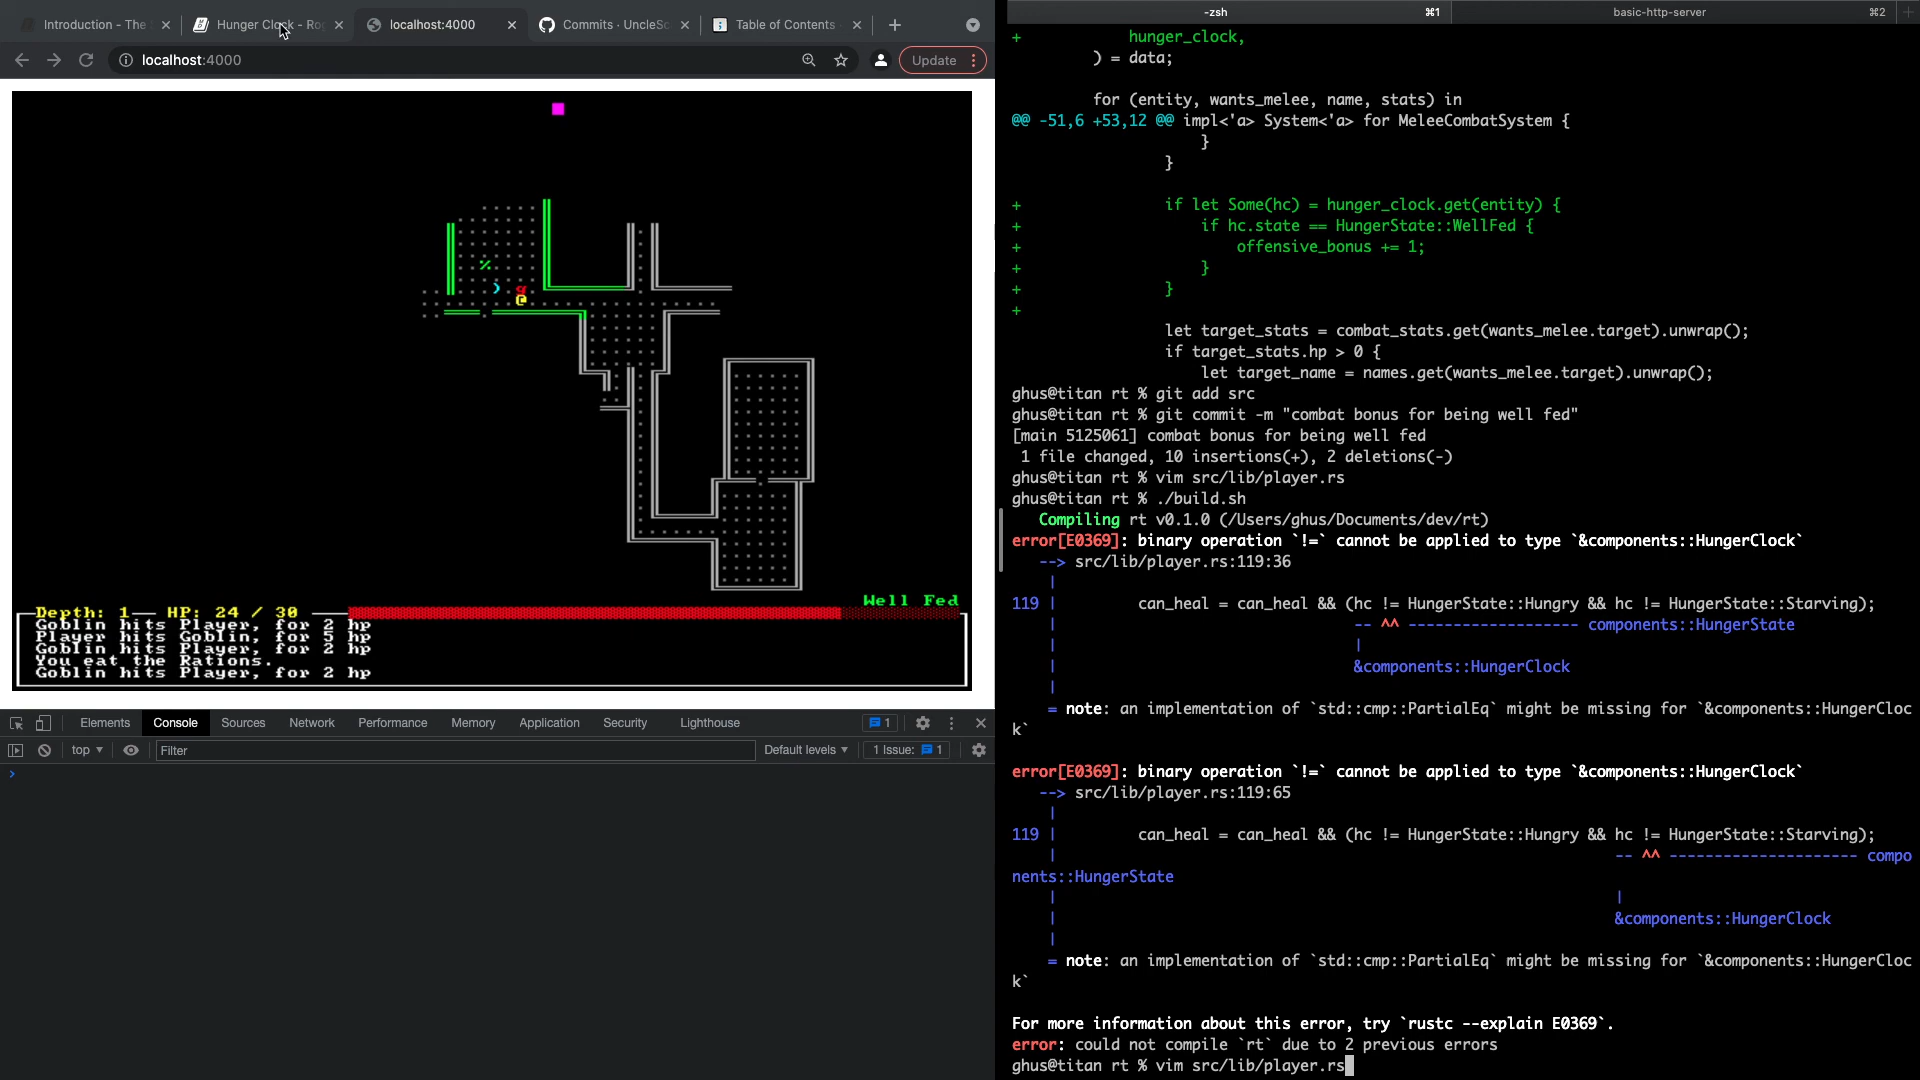 Introduction - The
Hunger Clock - Rog
localhost:4000
Commits · UncleSc
Table of Contents
localhost:4000
Update
Well Fed
Depth: 1
HP: 24 / 30
Goblin hits Player, for 2 hp
Player hits Goblin, for 5 hp
Goblin hits Player, for 2 hp
You eat the Rations.
Goblin hits Player, for 2 hp
Elements Console Sources Network Performance Memory Application Security Lighthouse 1
top Filter Default levels 1 Issue: 1
-zsh ⌘1 basic-http-server ⌘2
+ hunger_clock,
) = data;
for (entity, wants_melee, name, stats) in
@@ -51,6 +53,12 @@ impl<'a> System<'a> for MeleeCombatSystem {
}
}
+ if let Some(hc) = hunger_clock.get(entity) {
+ if hc.state == HungerState::WellFed {
+ offensive_bonus += 1;
+ }
+ }
+
let target_stats = combat_stats.get(wants_melee.target).unwrap();
if target_stats.hp > 0 {
let target_name = names.get(wants_melee.target).unwrap();
ghus@titan rt % git add src
ghus@titan rt % git commit -m "combat bonus for being well fed"
[main 5125061] combat bonus for being well fed
1 file changed, 10 insertions(+), 2 deletions(-)
ghus@titan rt % vim src/lib/player.rs
ghus@titan rt % ./build.sh
Compiling rt v0.1.0 (/Users/ghus/Documents/dev/rt)
error[E0369]: binary operation `!=` cannot be applied to type `&components::HungerClock`
--> src/lib/player.rs:119:36
|
119 | can_heal = can_heal && (hc != HungerState::Hungry && hc != HungerState::Starving);
| -- ^^ ------------------- components::HungerState
| |
| &components::HungerClock
|
= note: an implementation of `std::cmp::PartialEq` might be missing for `&components::HungerCloc
k`
error[E0369]: binary operation `!=` cannot be applied to type `&components::HungerClock`
--> src/lib/player.rs:119:65
|
119 | can_heal = can_heal && (hc != HungerState::Hungry && hc != HungerState::Starving);
| -- ^^ --------------------- compo
nents::HungerState
| |
| &components::HungerClock
|
= note: an implementation of `std::cmp::PartialEq` might be missing for `&components::HungerCloc
k`
For more information about this error, try `rustc --explain E0369`.
error: could not compile `rt` due to 2 previous errors
ghus@titan rt % vim src/lib/player.rs